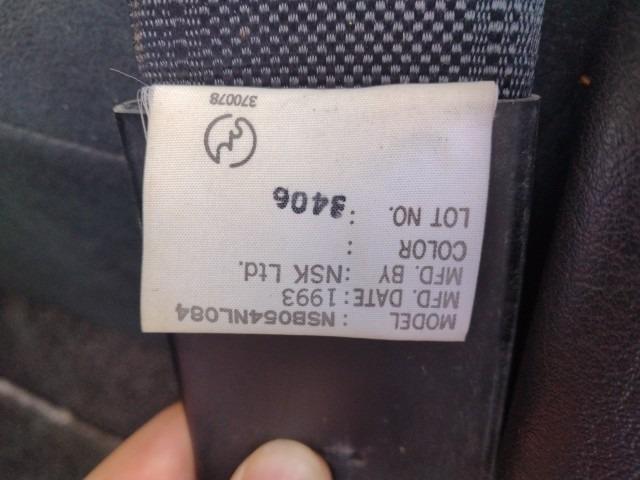 MODEL : NSB054NL084
MFD. DATE: 1993
MFD. BY : NSK Ltd.
COLOR :
LOT NO. : 3406
370078